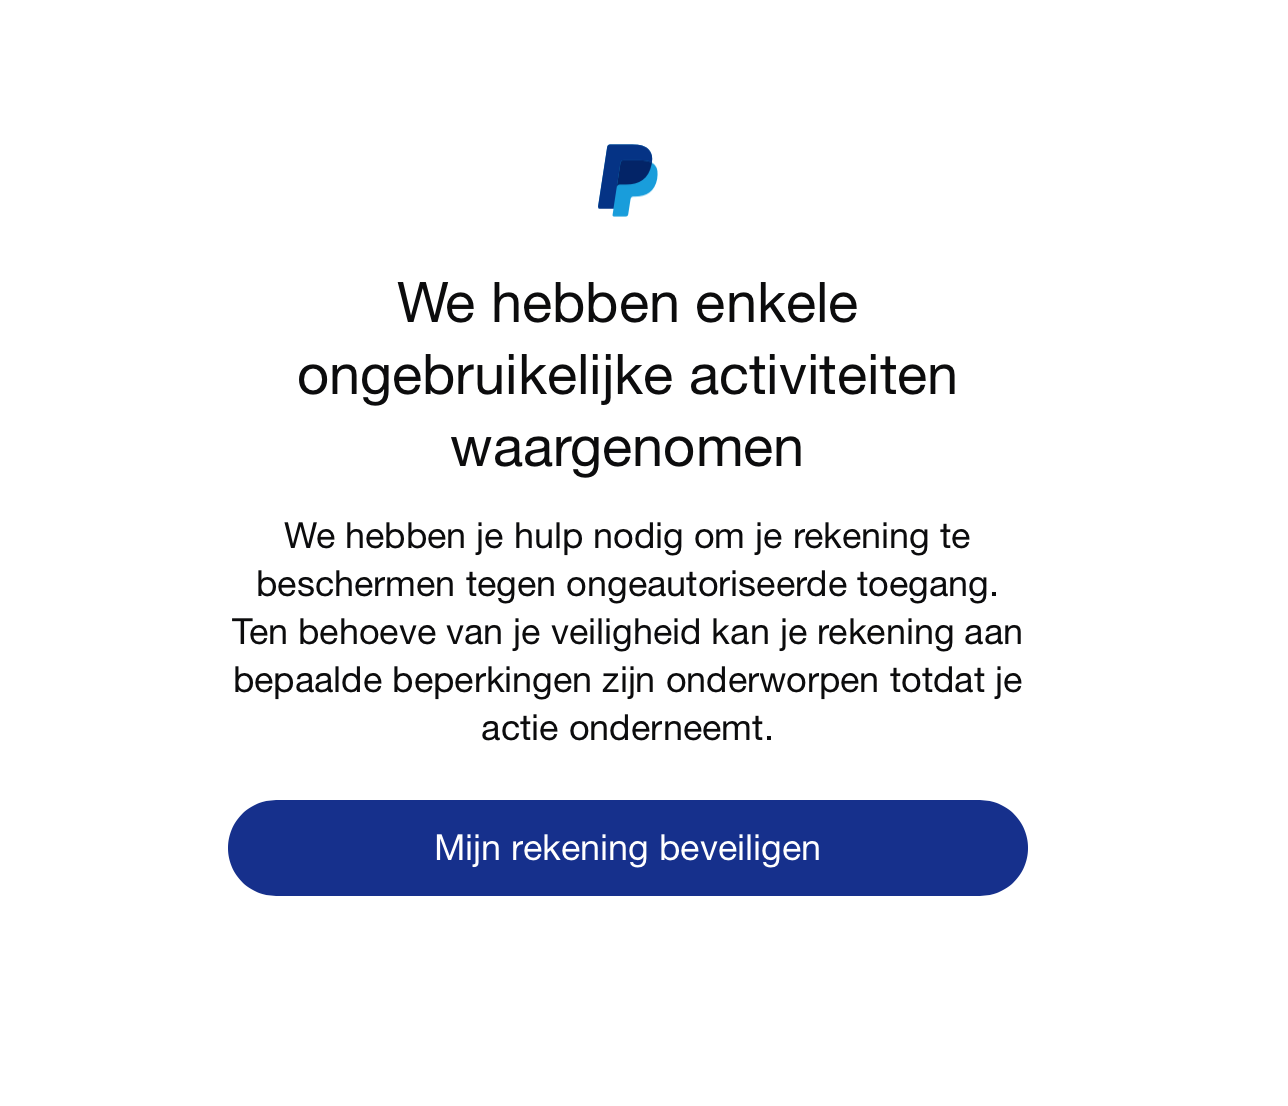 We hebben enkele
ongebruikelijke activiteiten
waargenomen
We hebben je hulp nodig om je rekening te
beschermen tegen ongeautoriseerde toegang.
Ten behoeve van je veiligheid kan je rekening aan
bepaalde beperkingen zijn onderworpen totdat je
actie onderneemt.
Mijn rekening beveiligen